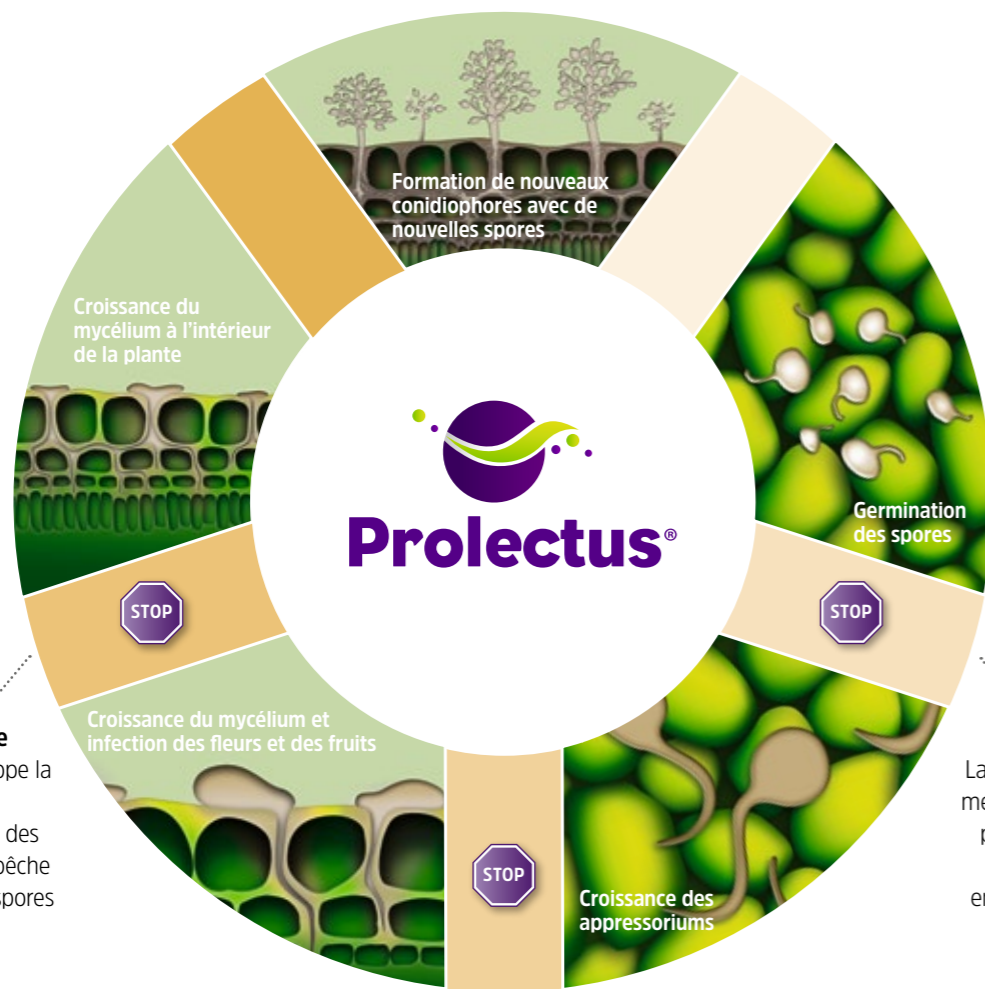 Formation de nouveaux
conidiophores avec de
nouvelles spores
Croissance du
mycélium à l'intérieur
de la plante
Prolectus®
Germination
des spores
STOP
STOP
Croissance du mycélium et
infection des fleurs et des fruits
STOP
Croissance des
appressoriums
e
ppe la
des
pêche
spores
La
me
p
en